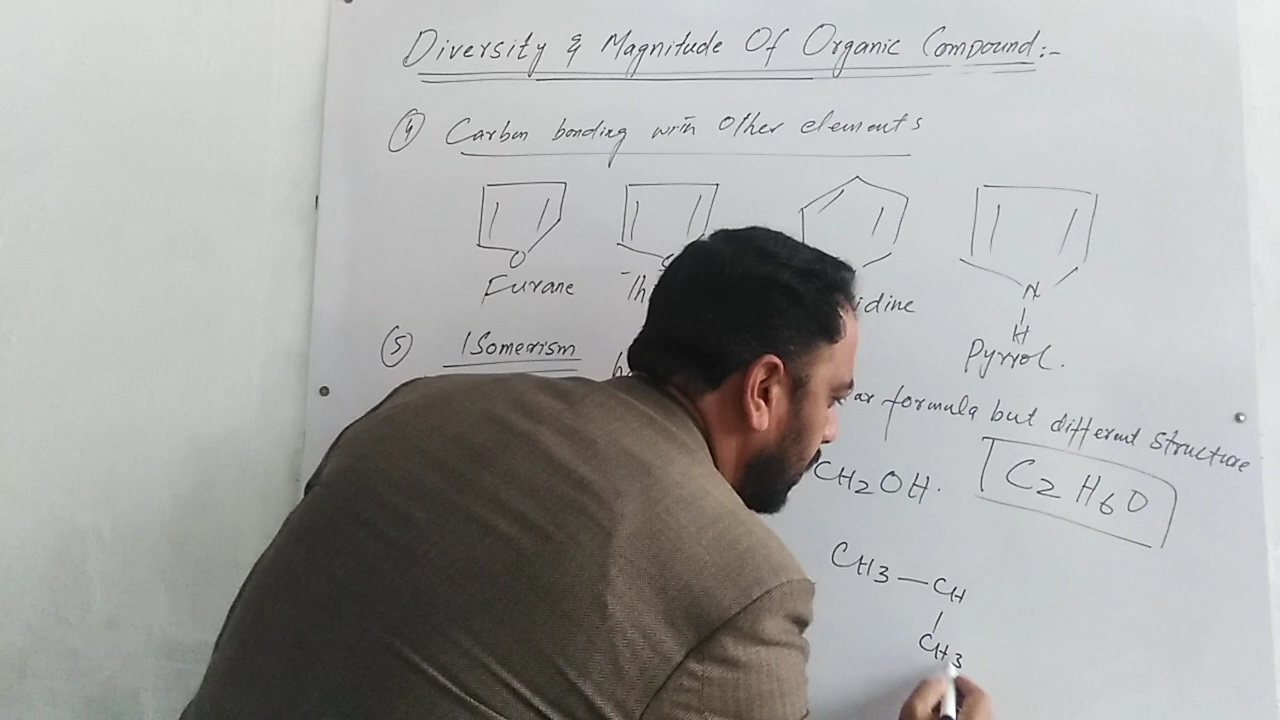 Diversity & Magnitude Of Organic Compound:-
④ Carbon bonding with Other elements
O
N
H
Furane
idine
Pyrrol.
⑤ ISomerism
ar formula but different structure
CH2OH. C2H6O
CH3—CH
CH3